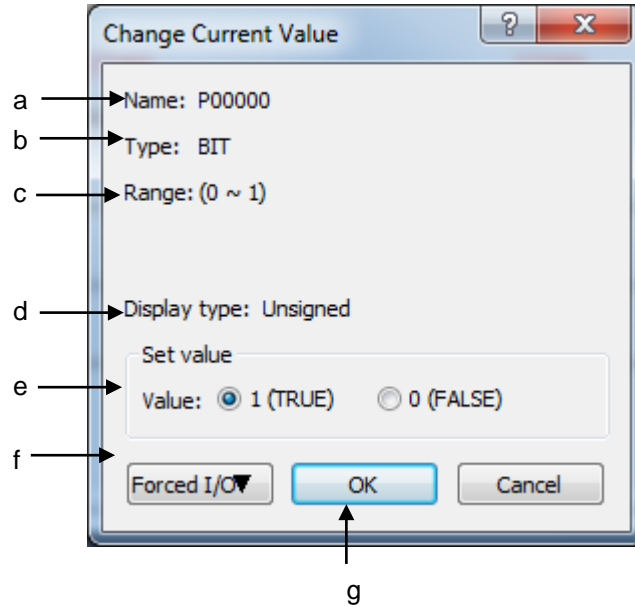 Change Current Value
a Name: P00000
b Type: BIT
c Range: (0 ~ 1)
d Display type: Unsigned
Set value
e Value: 1 (TRUE) 0 (FALSE)
f
Forced I/O OK Cancel
g